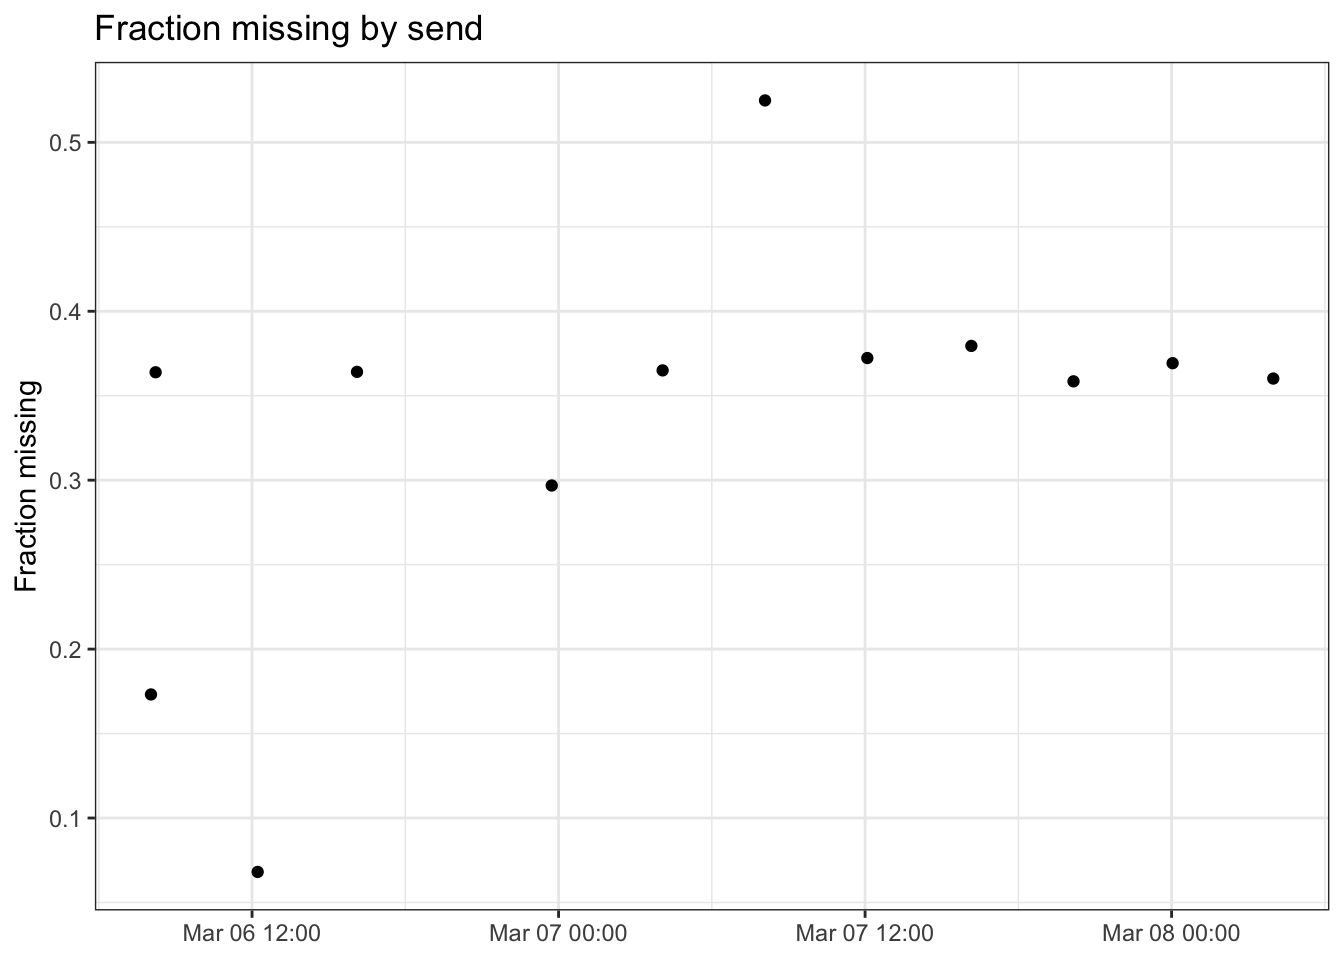 Fraction missing by send
Fraction missing
0.5
0.4
0.3
0.2
0.1
Mar 06 12:00
Mar 07 00:00
Mar 07 12:00
Mar 08 00:00